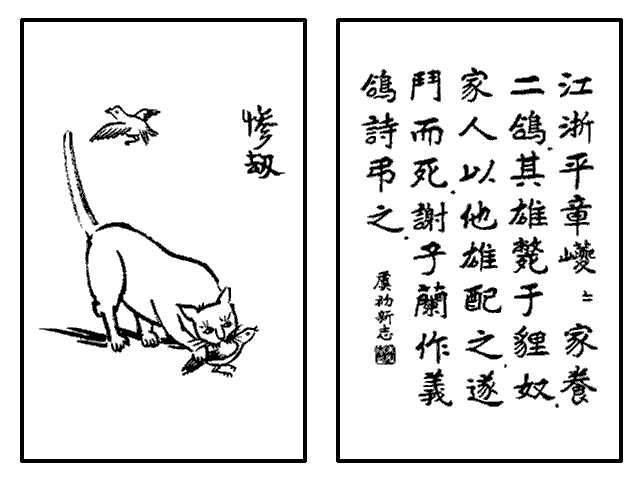 惨刼
江浙平章巙〻家養.
二鴿.其雄斃于貍奴.
家人以他雄配之.遂
鬥而死.謝子蘭作義
鴿詩弔之.
虞初新志